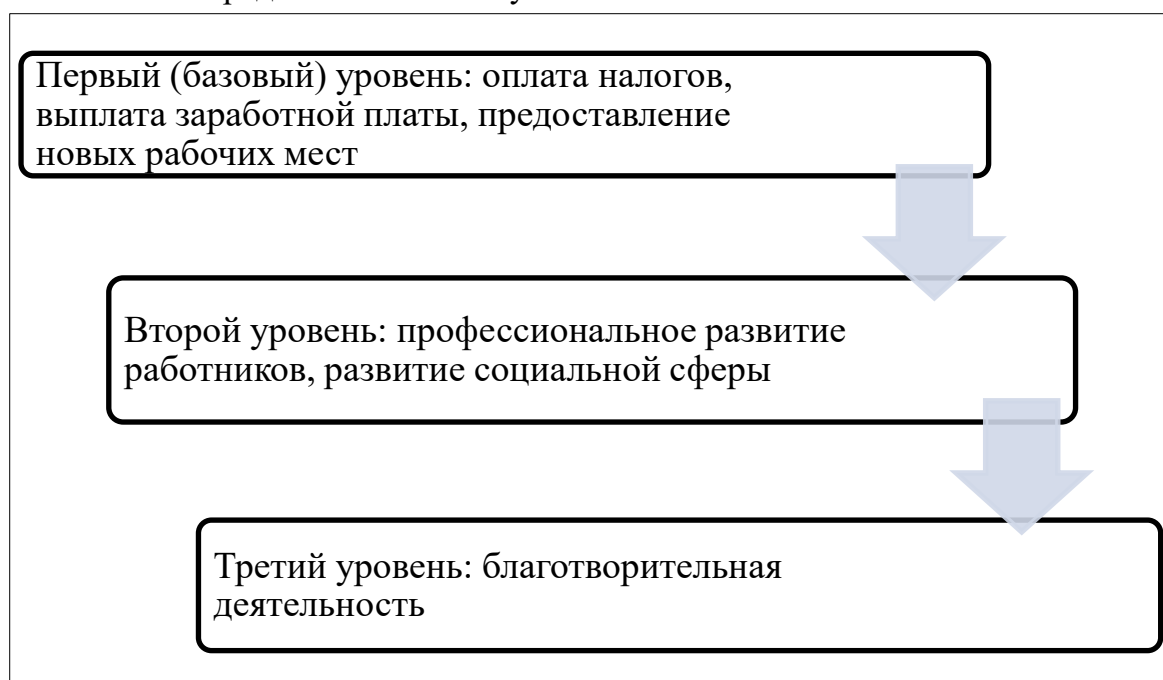 Первый (базовый) уровень: оплата налогов,
выплата заработной платы, предоставление
новых рабочих мест
Второй уровень: профессиональное развитие
работников, развитие социальной сферы
Третий уровень: благотворительная
деятельность